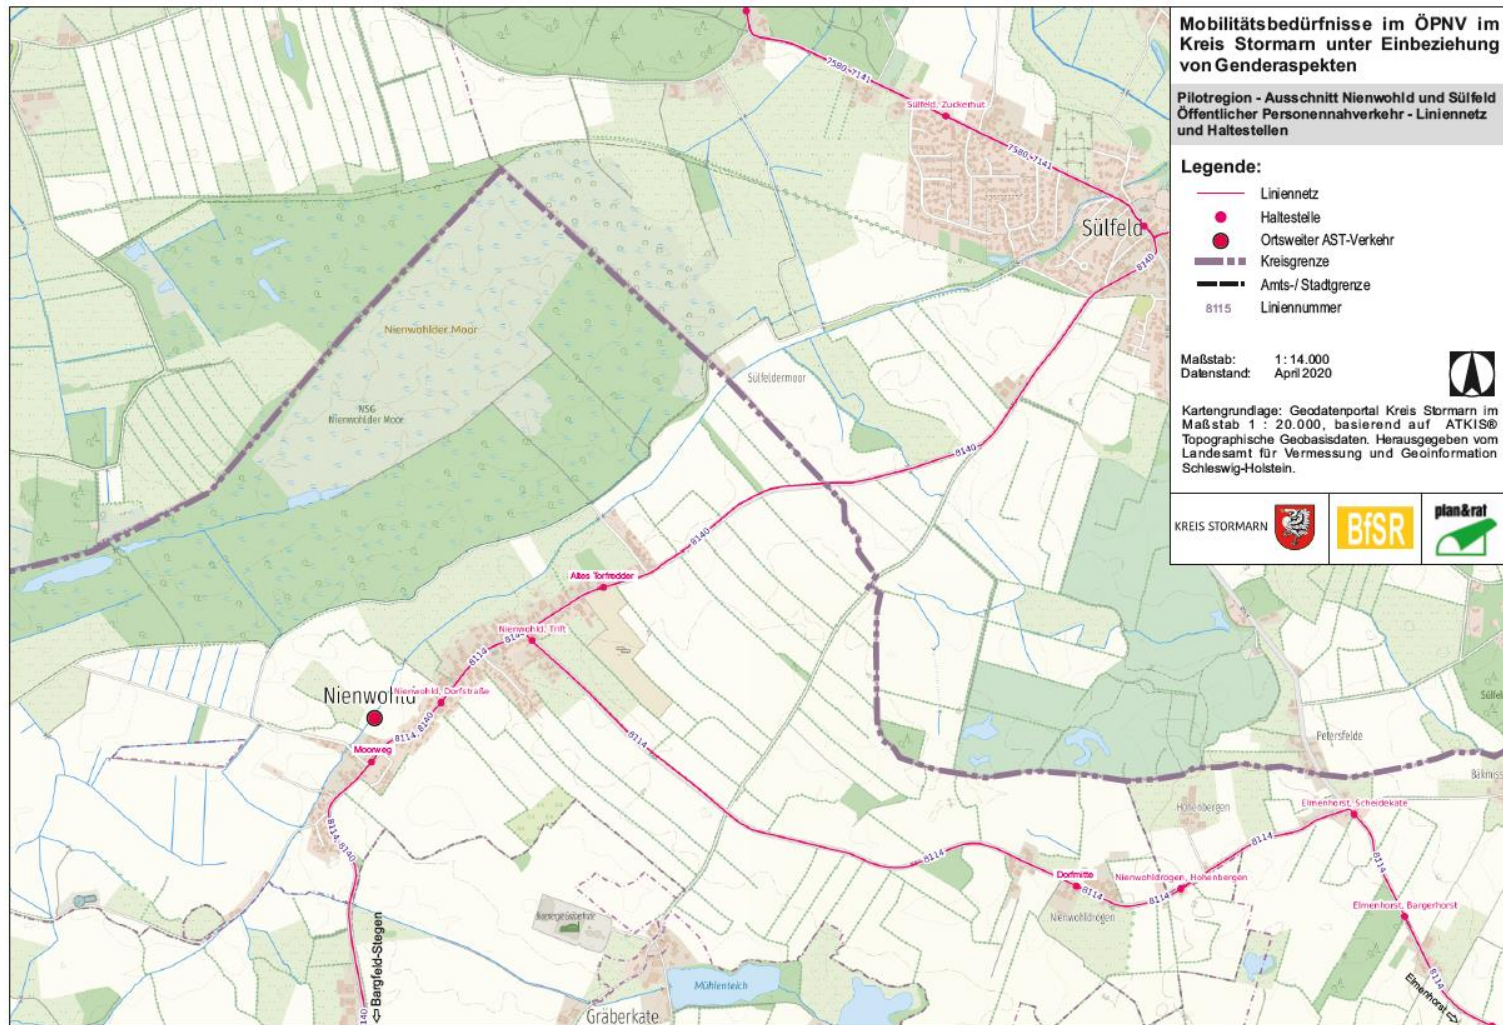 Mobilitätsbedürfnisse im ÖPNV im
Kreis Stormarn unter Einbeziehung
von Genderaspekten
Pilotregion - Ausschnitt Nienwohld und Sülfeld
Öffentlicher Personennahverkehr - Liniennetz
und Haltestellen
Legende:
Liniennetz
Haltestelle
Ortsweiter AST-Verkehr
Kreisgrenze
Amts-/ Stadtgrenze
8115 Liniennummer
Maßstab: 1: 14.000
Datenstand: April 2020
Kartengrundlage: Geodatenportal Kreis Stormarn im
Maßstab 1 : 20.000, basierend auf ATKIS®
Topographische Geobasisdaten. Herausgegeben vom
Landesamt für Vermessung und Geoinformation
Schleswig-Holstein.
KREIS STORMARN
BfSR
plan&rat
7580, 7141
Sülfeld, Zuckerhut
7580, 7141
Sülfeld
8140
Nienwohlder Moor
Sülfeldermoor
NSG
Nienwohlder Moor
8140
8140
Altes Torfredder
Nienwohld, Trift
8114
Nienwohld
Nienwohld, Dorfstraße
8114, 8140
Moorweg
8114
8114, 8140
Petersfelde
Hohenbergen
Elmenhorst, Scheidekate
8114
8114
8114
Dorfmitte
8114
Nienwohldrögen, Hohenbergen
8114
Nienwohldrögen
Elmenhorst, Bargerhorst
8114
Elmenhorst
Bargfeld-Stegen
Mühlenteich
Gräberkate